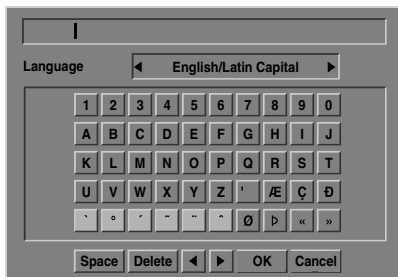 Language ◀ English/Latin Capital ▶
1 2 3 4 5 6 7 8 9 0
A B C D E F G H I J
K L M N O P Q R S T
U V W X Y Z ' Æ Ç Ð
` ° ´ ˜ ¨ ˆ Ø Þ « »
Space Delete ◀ ▶ OK Cancel